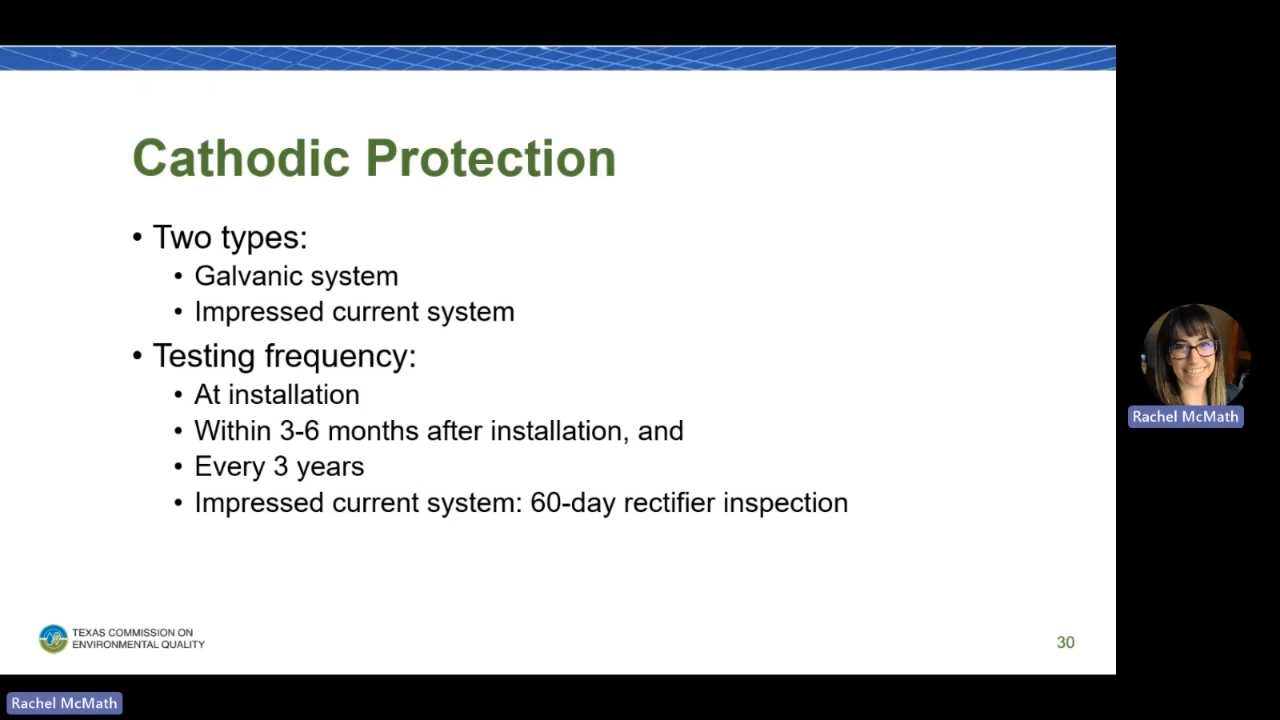 Cathodic Protection
• Two types:
• Galvanic system
• Impressed current system
• Testing frequency:
• At installation
• Within 3-6 months after installation, and
• Every 3 years
• Impressed current system: 60-day rectifier inspection
TEXAS COMMISSION ON
ENVIRONMENTAL QUALITY
30
Rachel McMath
Rachel McMath